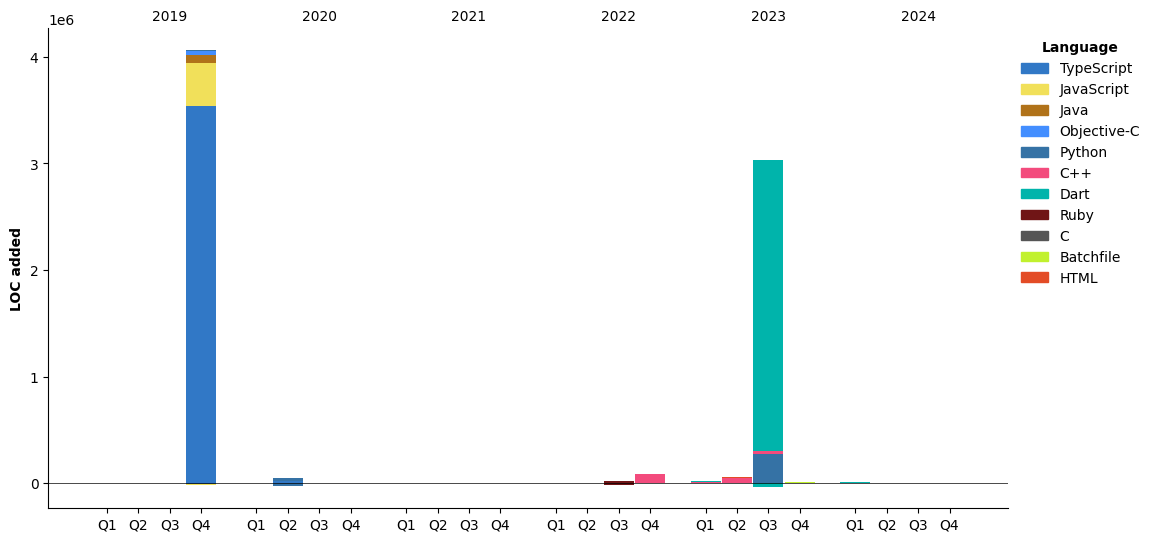 1e6
2019 2020 2021 2022 2023 2024
Language
TypeScript
JavaScript
Java
Objective-C
Python
C++
Dart
Ruby
C
Batchfile
HTML
LOC added
4
3
2
1
0
Q1 Q2 Q3 Q4 Q1 Q2 Q3 Q4 Q1 Q2 Q3 Q4 Q1 Q2 Q3 Q4 Q1 Q2 Q3 Q4 Q1 Q2 Q3 Q4